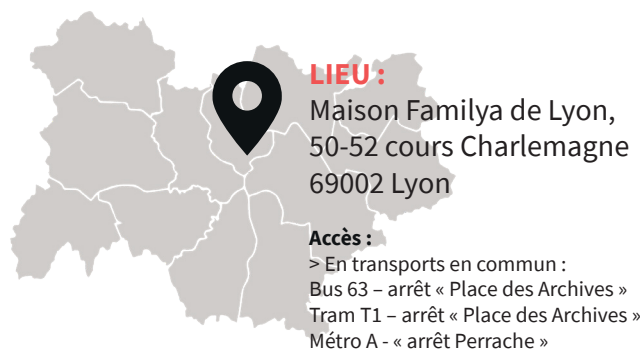 LIEU :
Maison Familya de Lyon,
50-52 cours Charlemagne
69002 Lyon
Accès :
> En transports en commun :
Bus 63 – arrêt « Place des Archives »
Tram T1 – arrêt « Place des Archives »
Métro A - « arrêt Perrache »